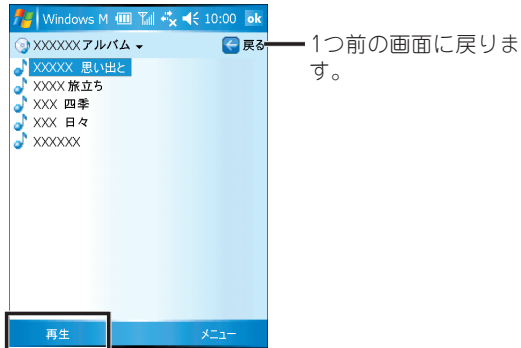 Windows M 10:00 ok
XXXXXXアルバム 戻る
1つ前の画面に戻りま
す。
XXXXX 思い出と
XXXX 旅立ち
XXX 四季
XXX 日々
XXXXXX
再生 メニュー